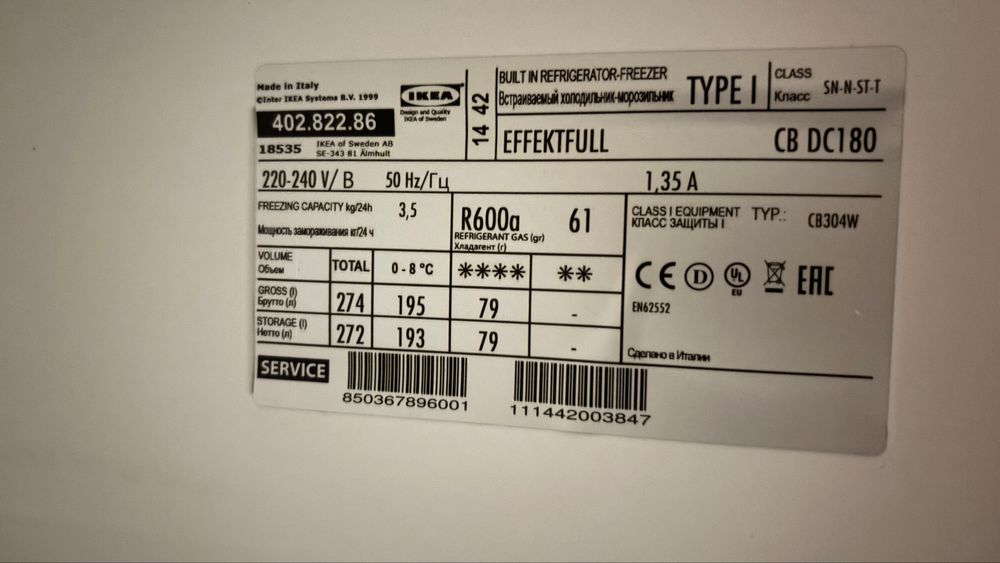 Made in Italy
©Inter IKEA Systems B.V. 1999
IKEA
Design and Quality
IKEA of Sweden
402.822.86
18535
IKEA of Sweden AB
SE-343 81 Älmhult
14 42
BUILT IN REFRIGERATOR-FREEZER
Встраиваемый холодильник-морозильник
TYPE I
CLASS
Класс
SN-N-ST-T
EFFEKTFULL
CB DC180
220-240 V/ В 50 Hz/Гц 1,35 A
FREEZING CAPACITY kg/24h
Мощность замораживания кг/24 ч
3,5
R600a 61
REFRIGERANT GAS (gr)
Хладагент (г)
CLASS I EQUIPMENT
КЛАСС ЗАЩИТЫ I
TYP.: CB304W
VOLUME
Объем
TOTAL 0 - 8 °C **** **
GROSS (l)
Брутто (л)
274 195 79 -
STORAGE (l)
Нетто (л)
272 193 79 -
CE D UL EU EAC
EN62552
Сделано в Италии
SERVICE
850367896001
111442003847